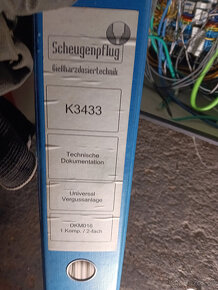 Scheugenpflug
Gießharzdosiertechnik
K3433
Technische
Dokumentation
Universal
Vergussanlage
DKM016
1 Komp. / 2-fach